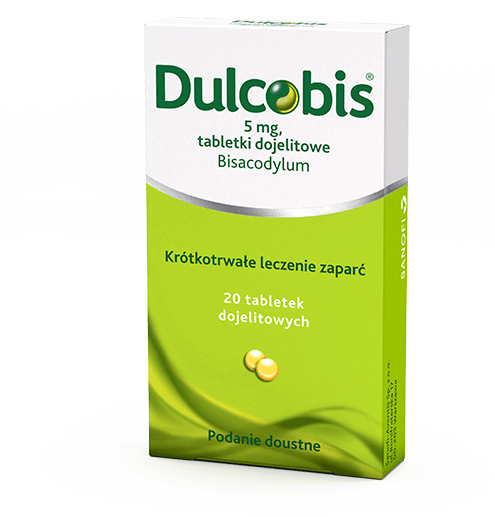 Dulcobis®
5 mg,
tabletki dojelitowe
Bisacodylum
Krótkotrwałe leczenie zaparć
20 tabletek
dojelitowych
Podanie doustne
SANOFI